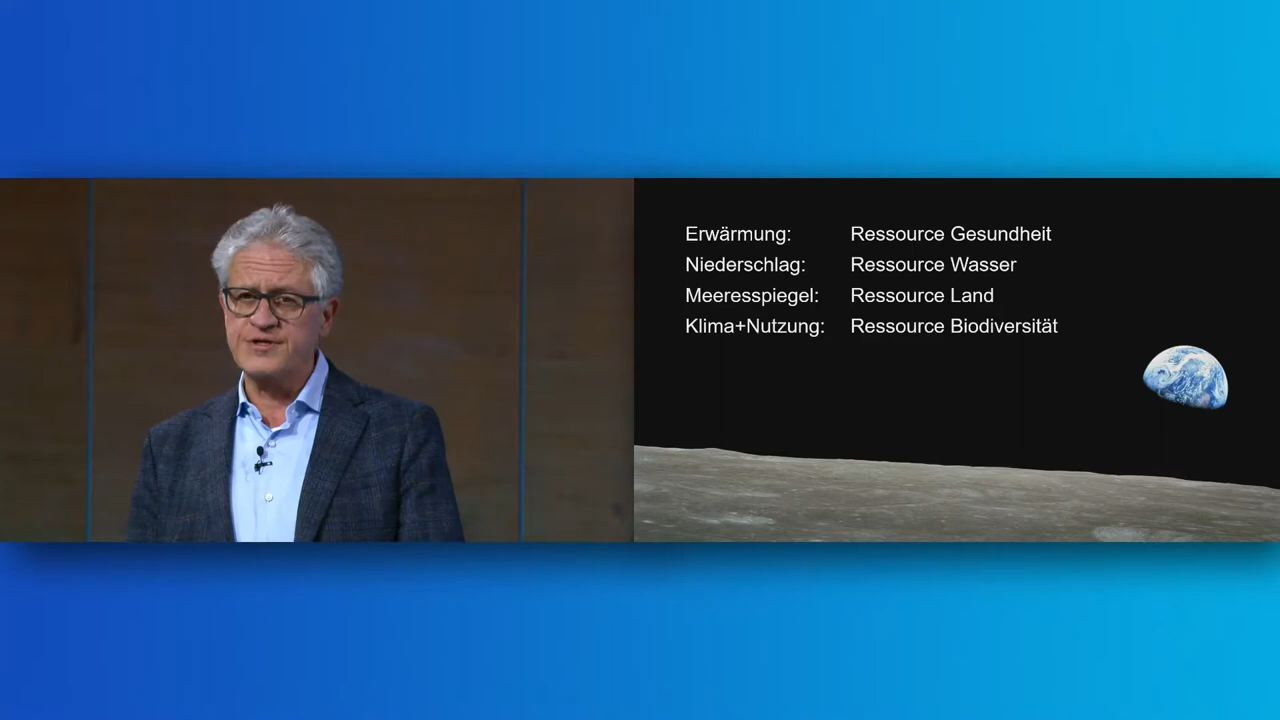 Erwärmung: Ressource Gesundheit
Niederschlag: Ressource Wasser
Meeresspiegel: Ressource Land
Klima+Nutzung: Ressource Biodiversität